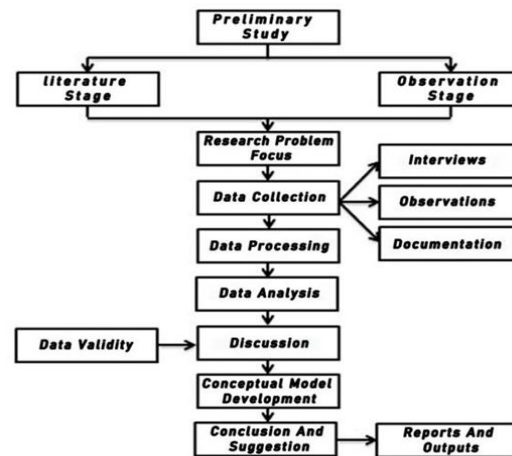 Preliminary
Study
literature
Stage
Observation
Stage
Research Problem
Focus
Interviews
Data Collection
Observations
Data Processing
Documentation
Data Analysis
Data Validity
Discussion
Conceptual Model
Development
Conclusion And
Suggestion
Reports And
Outputs